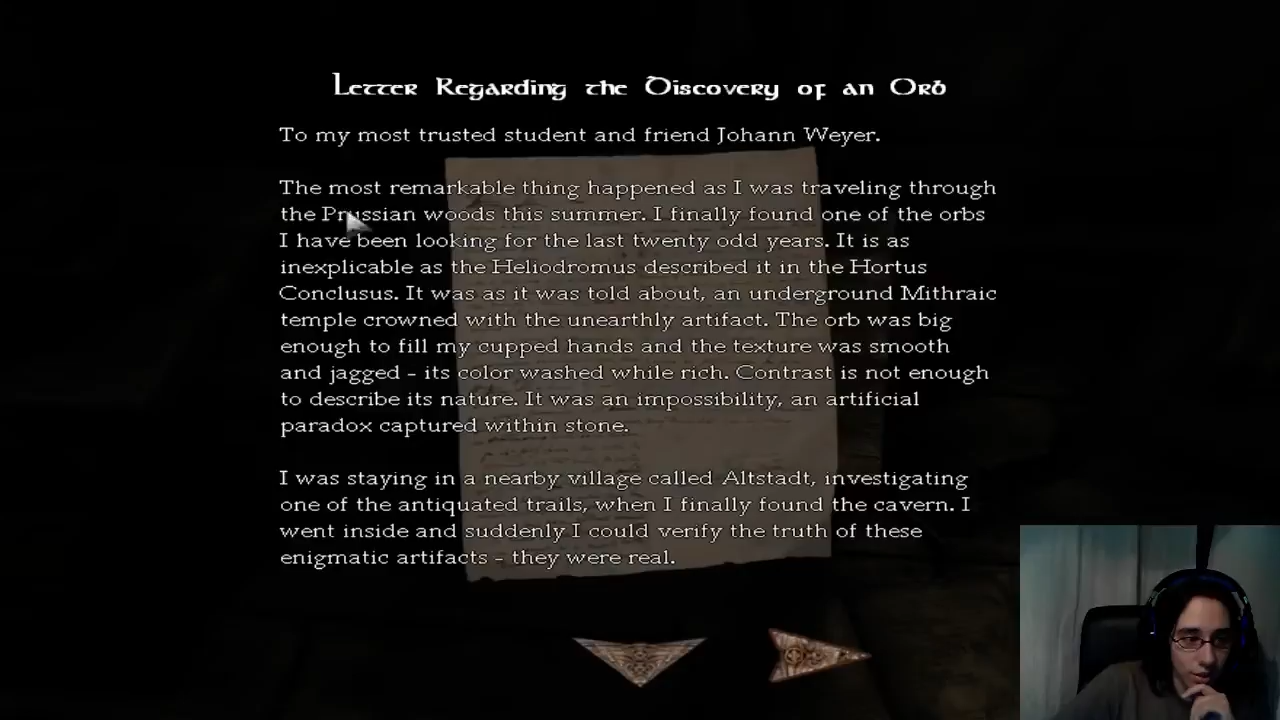 Letter Regarding the Discovery of an Orb
To my most trusted student and friend Johann Weyer.
The most remarkable thing happened as I was traveling through
the Prussian woods this summer. I finally found one of the orbs
I have been looking for the last twenty odd years. It is as
inexplicable as the Heliodromus described it in the Hortus
Conclusus. It was as it was told about, an underground Mithraic
temple crowned with the unearthly artifact. The orb was big
enough to fill my cupped hands and the texture was smooth
and jagged - its color washed while rich. Contrast is not enough
to describe its nature. It was an impossibility, an artificial
paradox captured within stone.
I was staying in a nearby village called Altstadt, investigating
one of the antiquated trails, when I finally found the cavern. I
went inside and suddenly I could verify the truth of these
enigmatic artifacts - they were real.